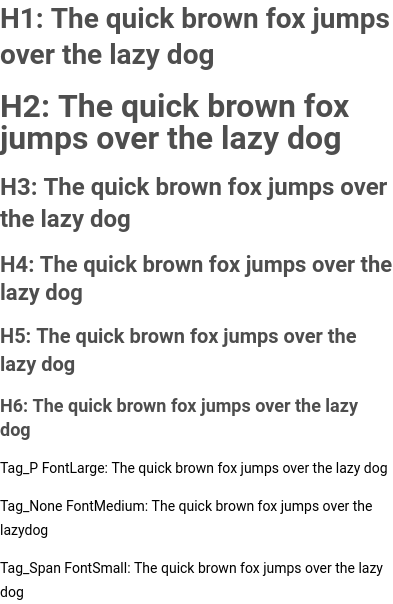 H1: The quick brown fox jumps
over the lazy dog
H2: The quick brown fox
jumps over the lazy dog
H3: The quick brown fox jumps over
the lazy dog
H4: The quick brown fox jumps over the
lazy dog
H5: The quick brown fox jumps over the
lazy dog
H6: The quick brown fox jumps over the lazy
dog
Tag_P FontLarge: The quick brown fox jumps over the lazy dog
Tag_None FontMedium: The quick brown fox jumps over the
lazydog
Tag_Span FontSmall: The quick brown fox jumps over the lazy
dog